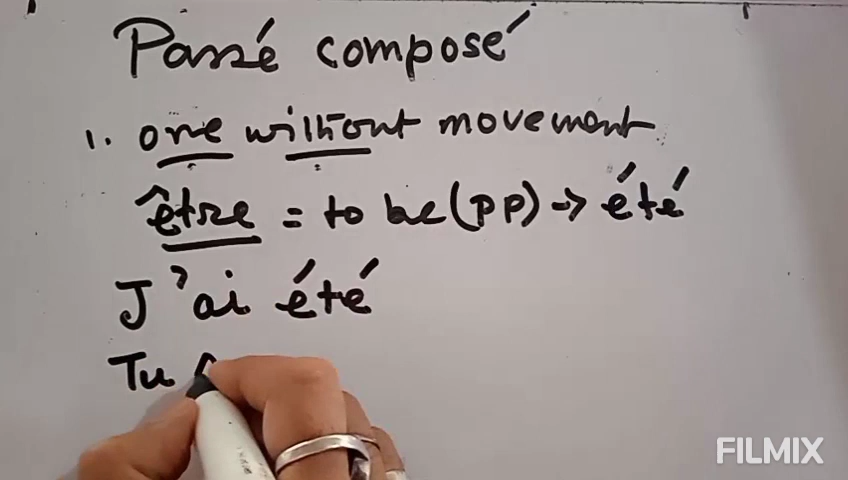 Passé composé
1. one without movement
être = to be (pp) → été
J'ai été
Tu
FILMIX